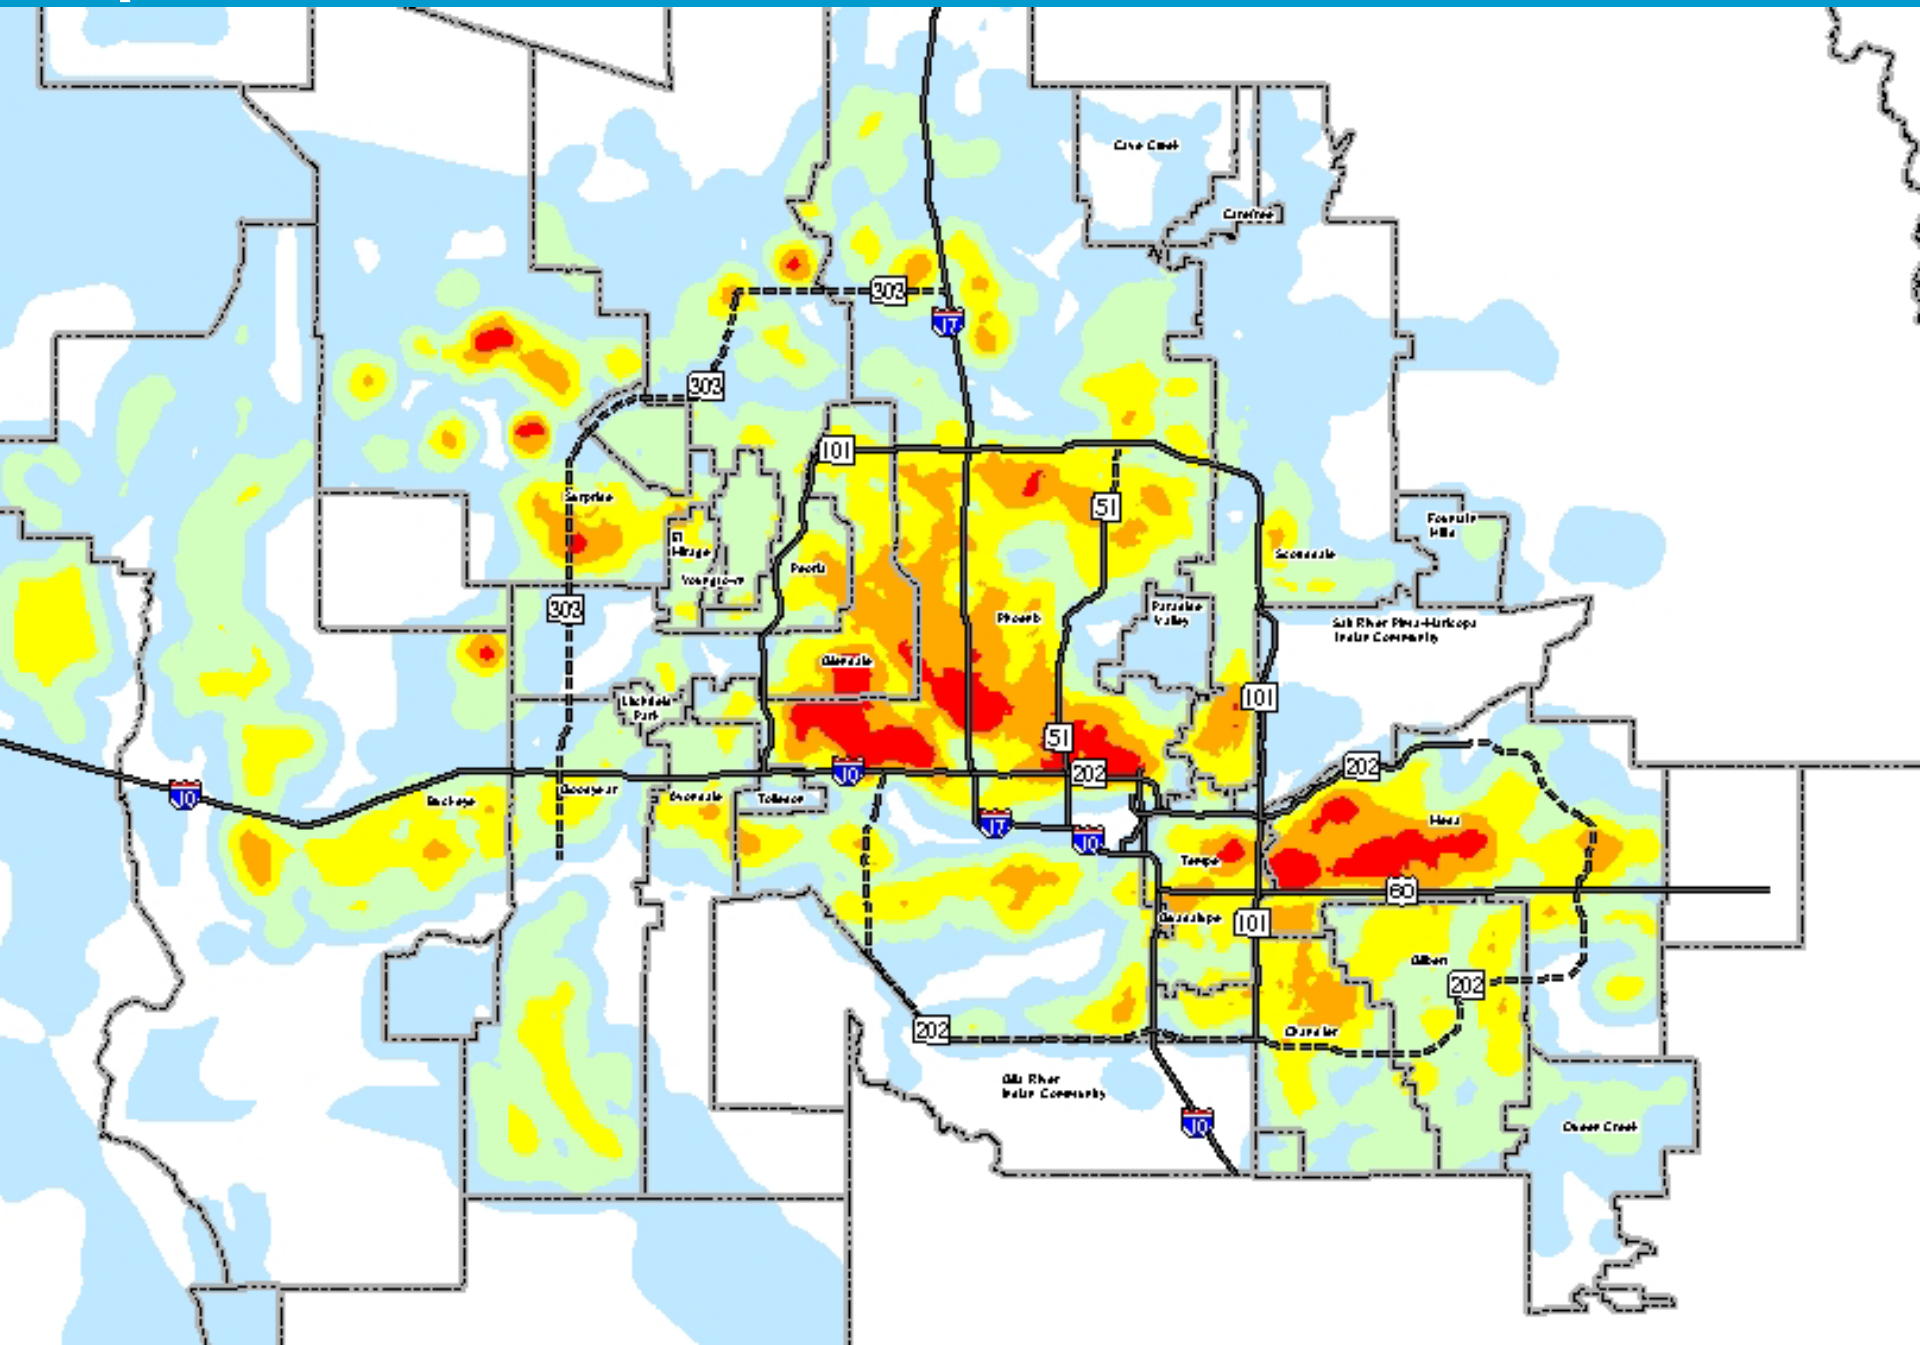 Cave Creek
Carefree
303
17
303
101
51
Surprise
El
Mirage
Youngtown
Peoria
Scottsdale
Fountain
Hills
303
Phoenix
Paradise
Valley
Salt River Pima-Maricopa
Indian Community
Glendale
Litchfield
Park
101
51
202
10
10
202
Buckeye
Goodyear
Avondale
Tolleson
17
10
Mesa
Tempe
60
Guadalupe
101
Gilbert
202
202
Chandler
Gila River
Indian Community
10
Queen Creek